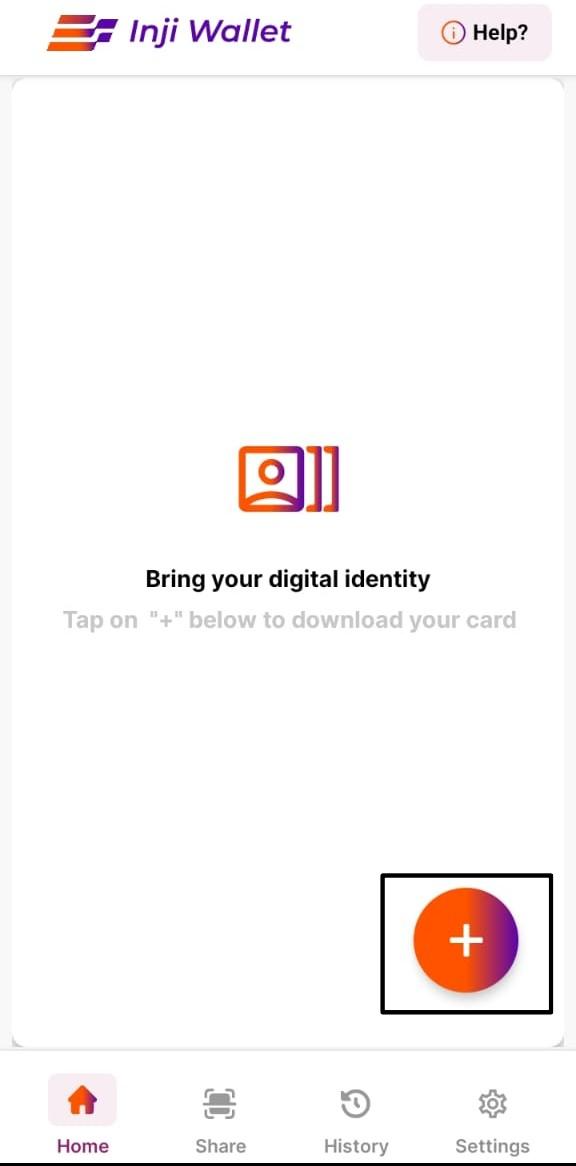 Inji Wallet
Help?
Bring your digital identity
Tap on "+" below to download your card
Home
Share
History
Settings